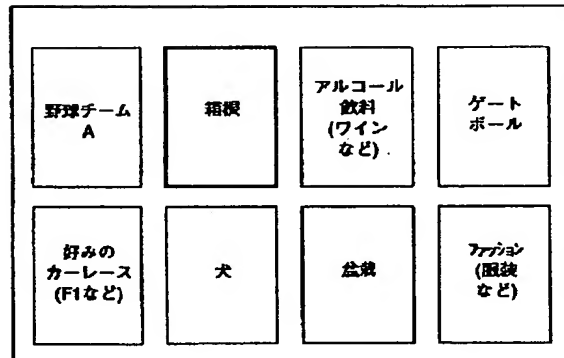 野球チーム
A
箱根
アルコール
飲料
(ワイン
など)
ゲート
ボール
好みの
カーレース
(F1など)
犬
盆栽
ファッション
(服装
など)